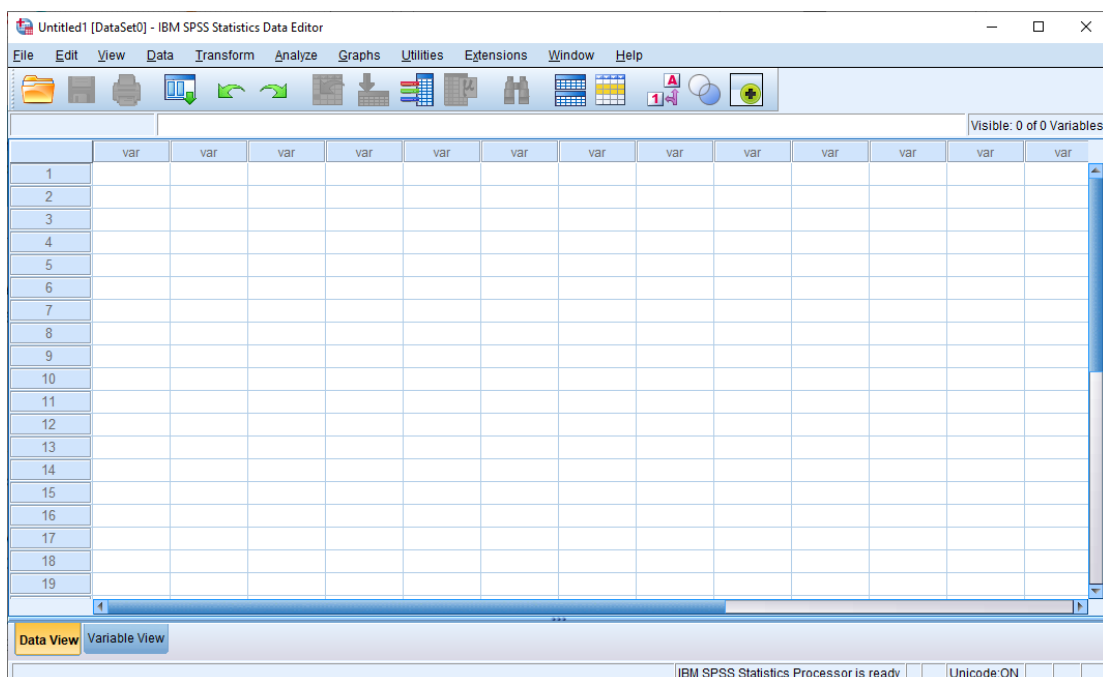 Untitled1 [DataSet0] - IBM SPSS Statistics Data Editor
File Edit View Data Transform Analyze Graphs Utilities Extensions Window Help
A
1 a
μ
Visible: 0 of 0 Variables
var var var var var var var var var var var var var
1
2
3
4
5
6
7
8
9
10
11
12
13
14
15
16
17
18
19
Data View Variable View
IBM SPSS Statistics Processor is ready Unicode:ON